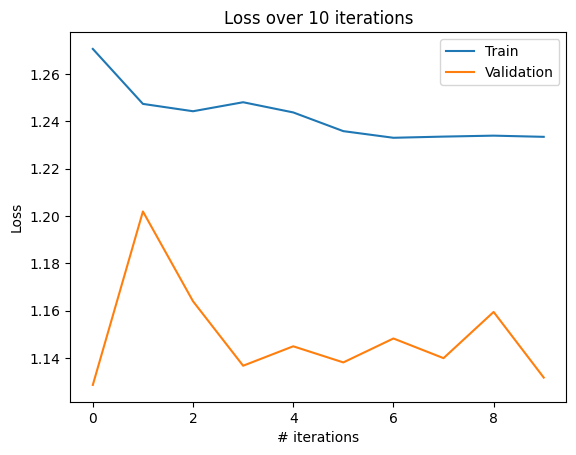 Loss over 10 iterations
Train
Validation
1.26
1.24
1.22
1.20
1.18
1.16
1.14
Loss
0
2
4
6
8
# iterations